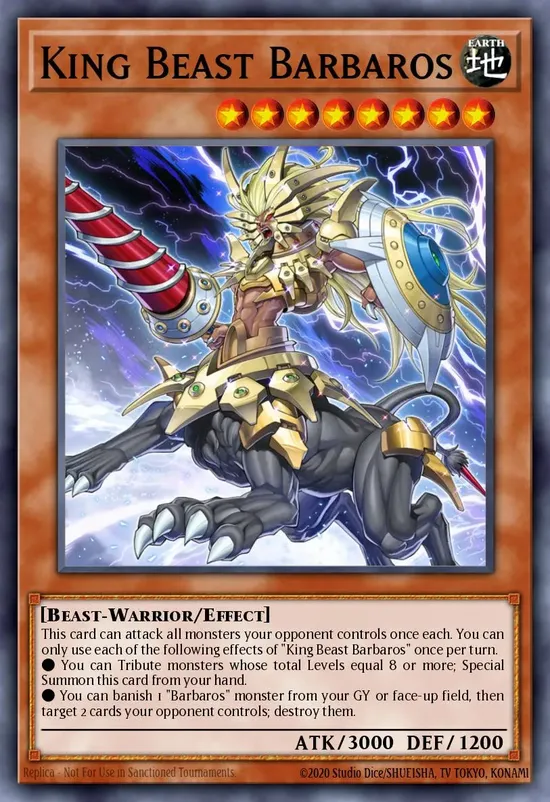 King Beast Barbaros
EARTH
地
[Beast-Warrior/Effect]
This card can attack all monsters your opponent controls once each. You can
only use each of the following effects of "King Beast Barbaros" once per turn.
● You can Tribute monsters whose total Levels equal 8 or more; Special
Summon this card from your hand.
● You can banish 1 "Barbaros" monster from your GY or face-up field, then
target 2 cards your opponent controls; destroy them.
ATK/3000 DEF/1200
Replica - Not For Use in Sanctioned Tournaments
©2020 Studio Dice/SHUEISHA, TV TOKYO, KONAMI